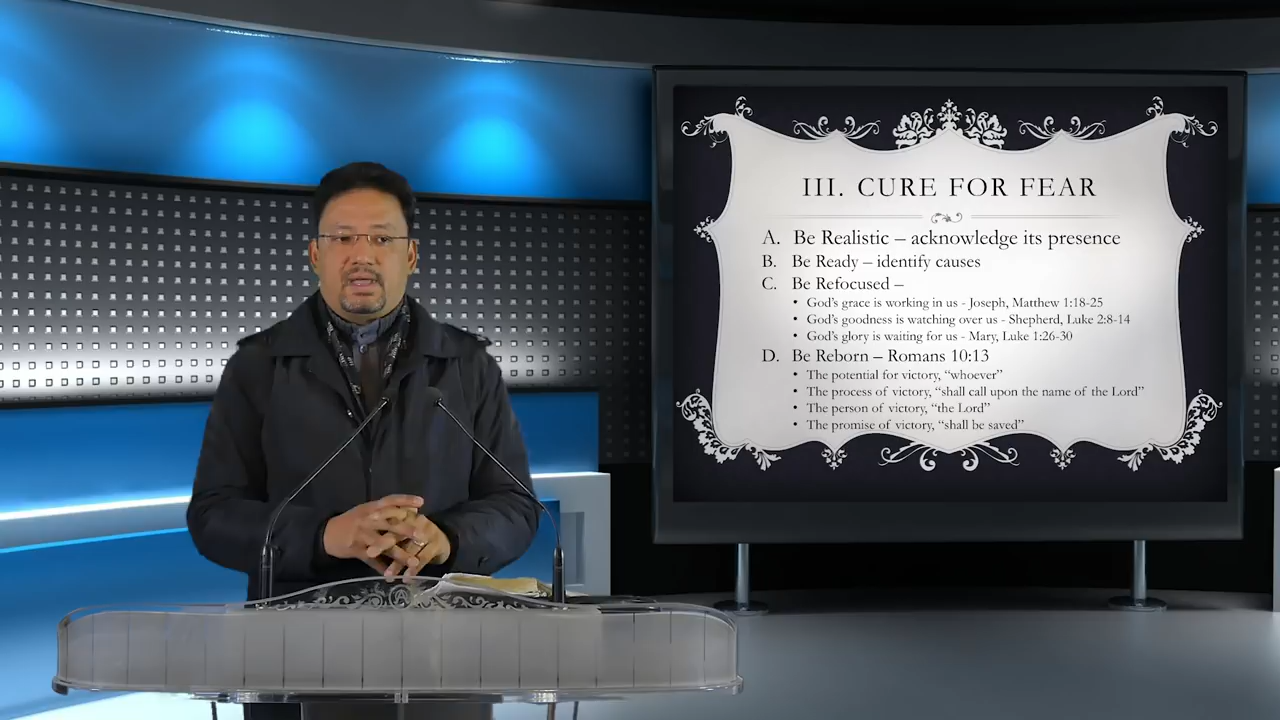 III. CURE FOR FEAR
A. Be Realistic – acknowledge its presence
B. Be Ready – identify causes
C. Be Refocused –
• God's grace is working in us - Joseph, Matthew 1:18-25
• God's goodness is watching over us - Shepherd, Luke 2:8-14
• God's glory is waiting for us - Mary, Luke 1:26-30
D. Be Reborn – Romans 10:13
• The potential for victory, “whoever”
• The process of victory, “shall call upon the name of the Lord”
• The person of victory, “the Lord”
• The promise of victory, “shall be saved”